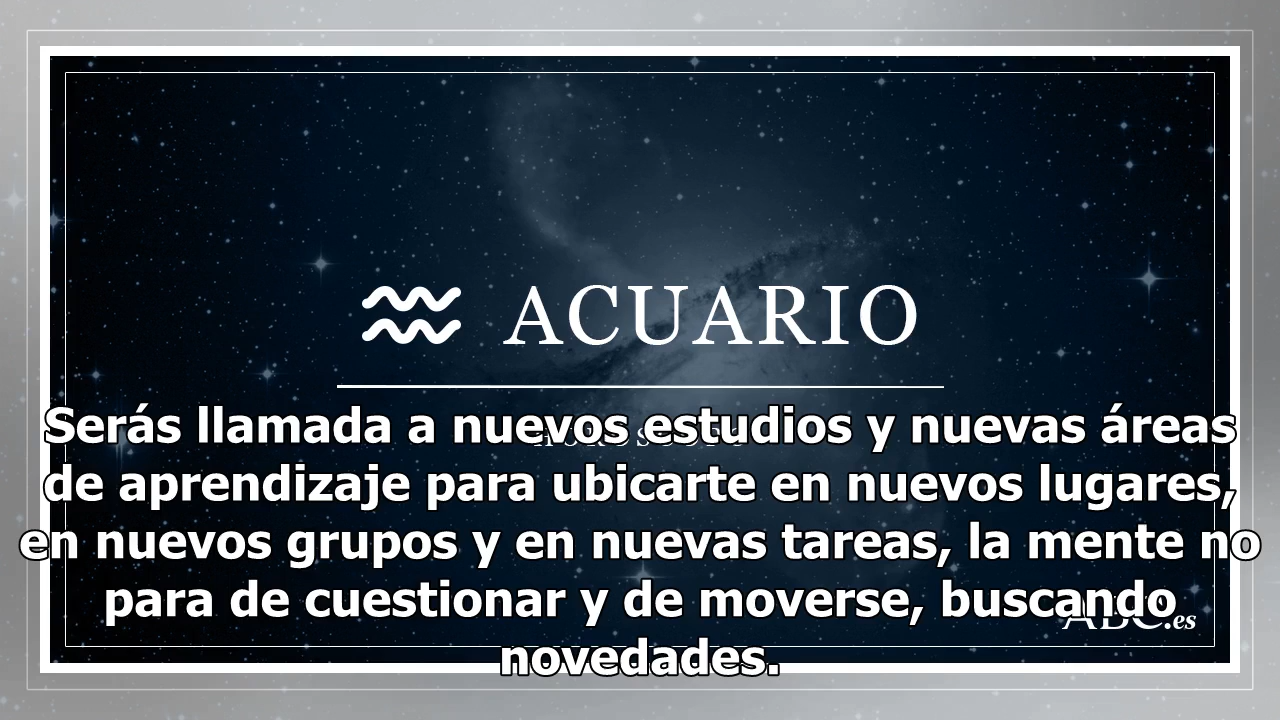 ACUARIO
Serás llamada a nuevos estudios y nuevas áreas
de aprendizaje para ubicarte en nuevos lugares,
en nuevos grupos y en nuevas tareas, la mente no
para de cuestionar y de moverse, buscando
novedades.
ABC.es